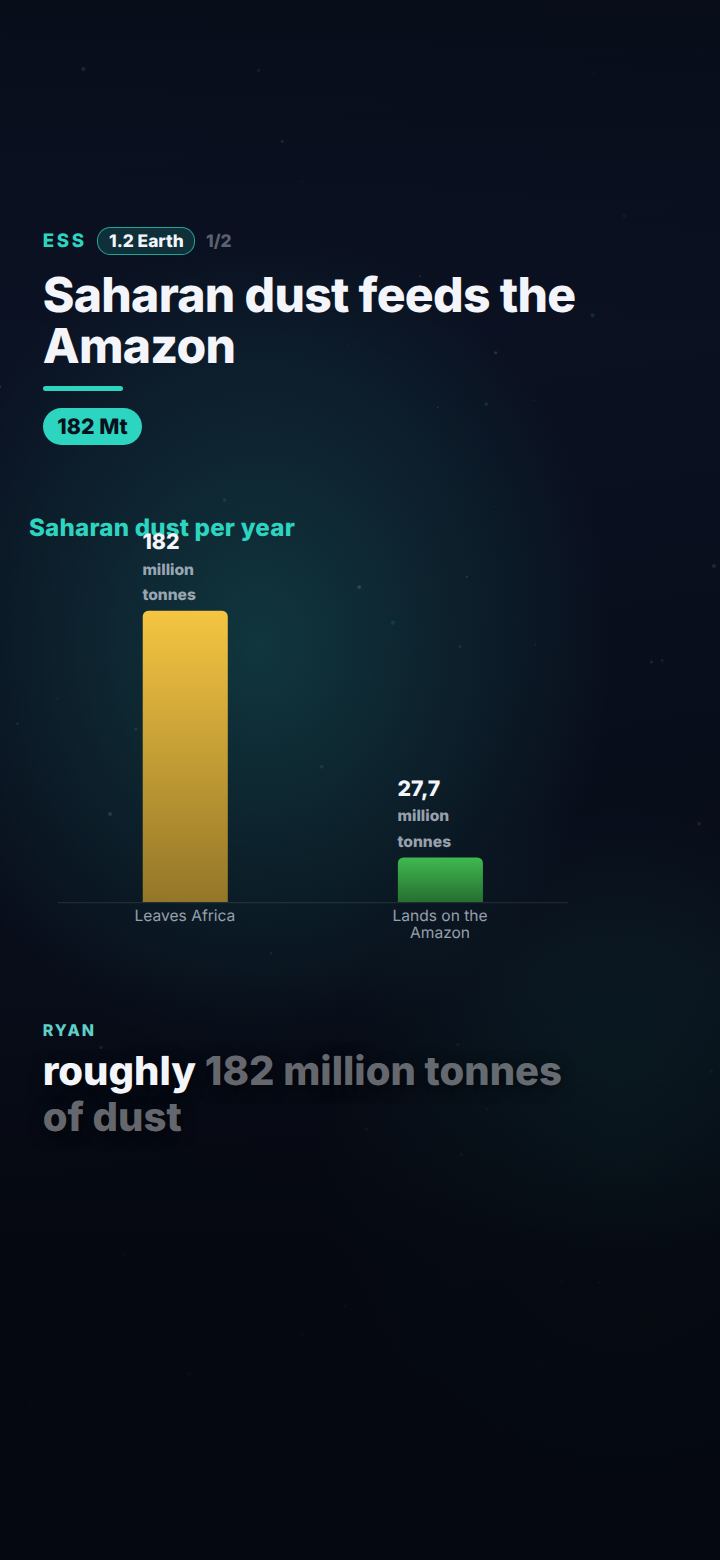 ESS 1.2 Earth 1/2
Saharan dust feeds the
Amazon
182 Mt
Saharan dust per year
182
million
tonnes
27,7
million
tonnes
Leaves Africa
Lands on the
Amazon
RYAN
roughly 182 million tonnes
of dust